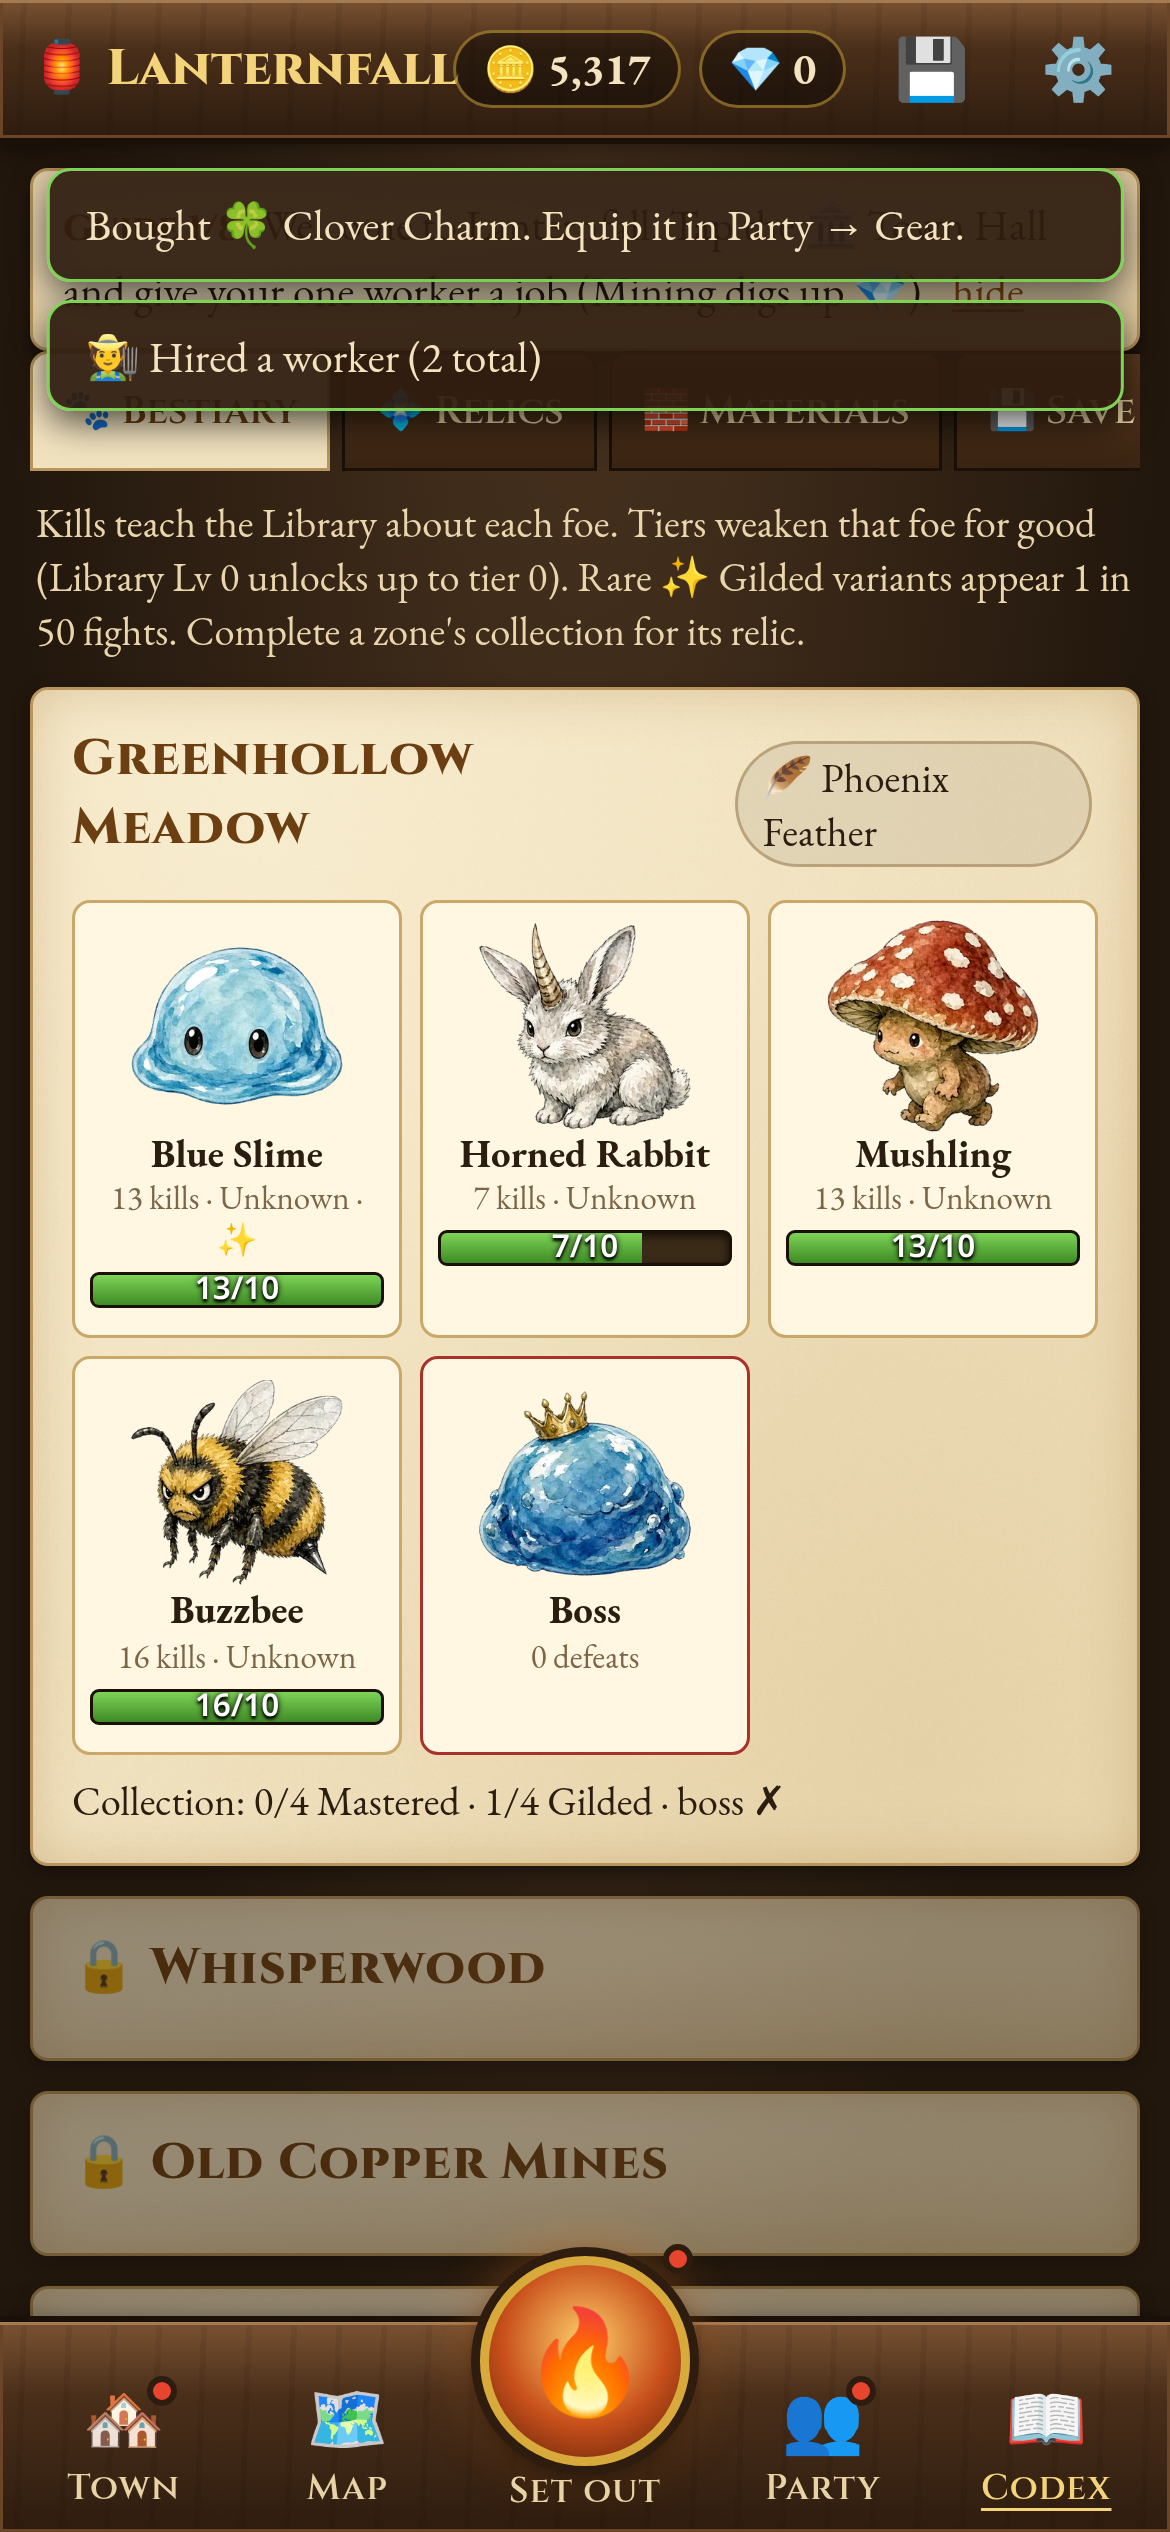 Lanternfall
5,317
0
Bought 🍀 Clover Charm. Equip it in Party → Gear.
Hall
and give your one worker a job (Mining digs up 💎). hide
Hired a worker (2 total)
Bestiary
Relics
Materials
Save
Kills teach the Library about each foe. Tiers weaken that foe for good
(Library Lv 0 unlocks up to tier 0). Rare ✨ Gilded variants appear 1 in
50 fights. Complete a zone's collection for its relic.
Greenhollow
Meadow
Phoenix
Feather
Blue Slime
13 kills · Unknown ·
✨
13/10
Horned Rabbit
7 kills · Unknown
7/10
Mushling
13 kills · Unknown
13/10
Buzzbee
16 kills · Unknown
16/10
Boss
0 defeats
Collection: 0/4 Mastered · 1/4 Gilded · boss ✗
Whisperwood
Old Copper Mines
Town
Map
Set out
Party
Codex